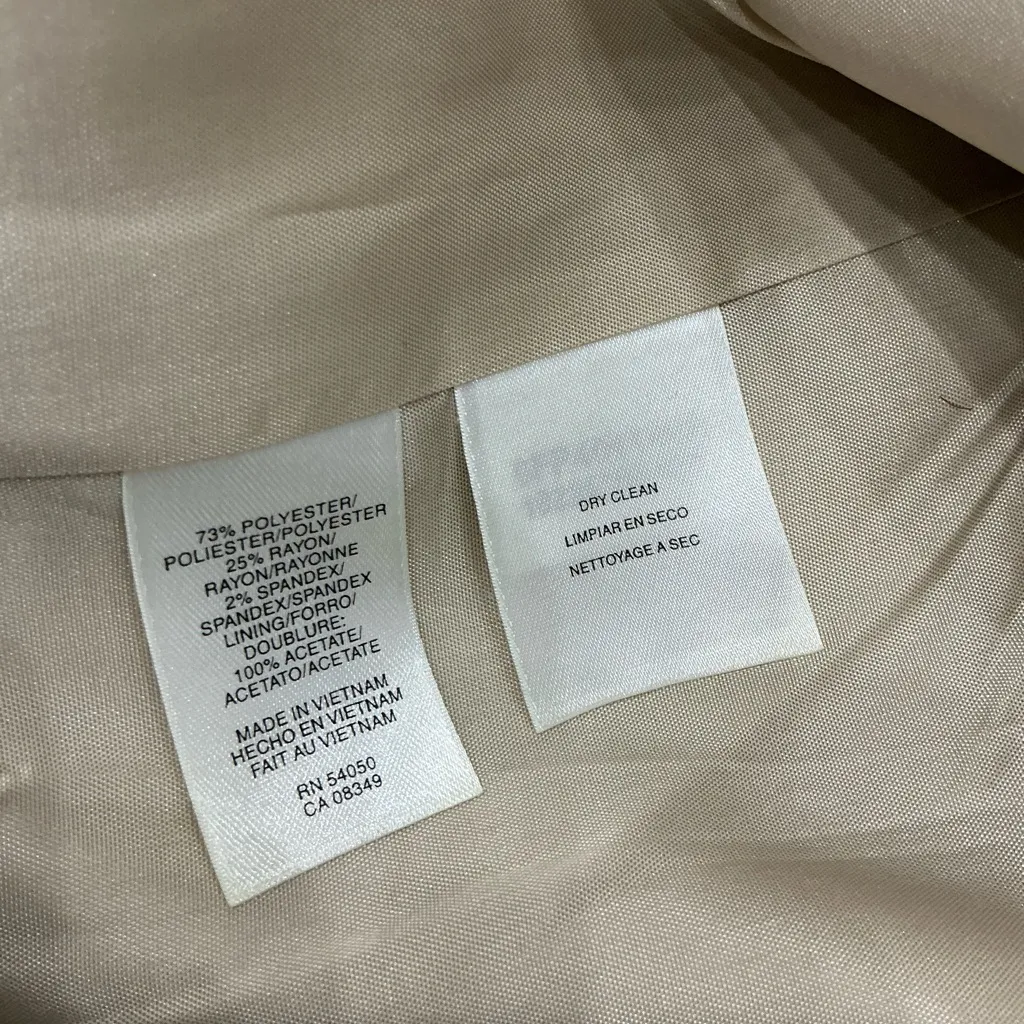 73% POLYESTER/
POLIESTER/POLYESTER
25% RAYON/
RAYON/RAYONNE
2% SPANDEX/
SPANDEX/SPANDEX
LINING/FORRO/
DOUBLURE:
100% ACETATE/
ACETATO/ACETATE
MADE IN VIETNAM
HECHO EN VIETNAM
FAIT AU VIETNAM
RN 54050
CA 08349
DRY CLEAN
LIMPIAR EN SECO
NETTOYAGE A SEC